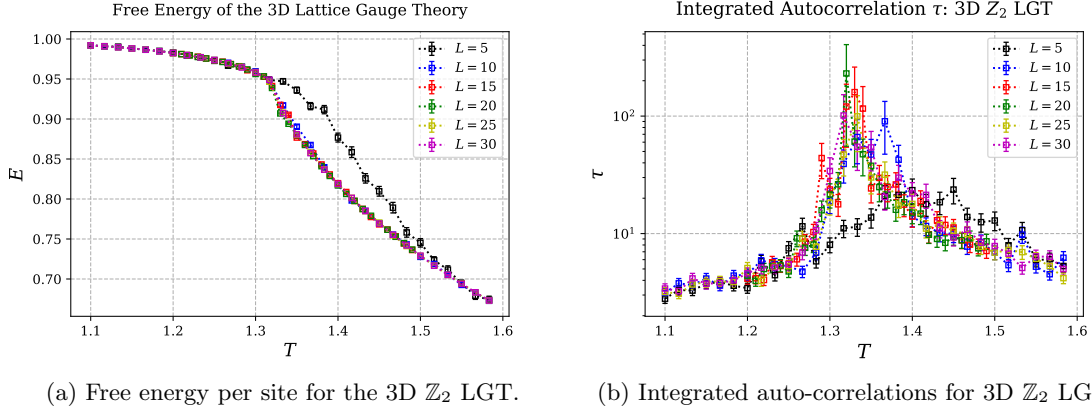 Free Energy of the 3D Lattice Gauge Theory
1.00
0.95
0.90
0.85
0.80
0.75
0.70
E
L = 5
L = 10
L = 15
L = 20
L = 25
L = 30
1.1 1.2 1.3 1.4 1.5 1.6
T
(a) Free energy per site for the 3D ℤ₂ LGT.
Integrated Autocorrelation τ: 3D Z₂ LGT
10²
10¹
τ
L = 5
L = 10
L = 15
L = 20
L = 25
L = 30
1.1 1.2 1.3 1.4 1.5 1.6
T
(b) Integrated auto-correlations for 3D ℤ₂ LG